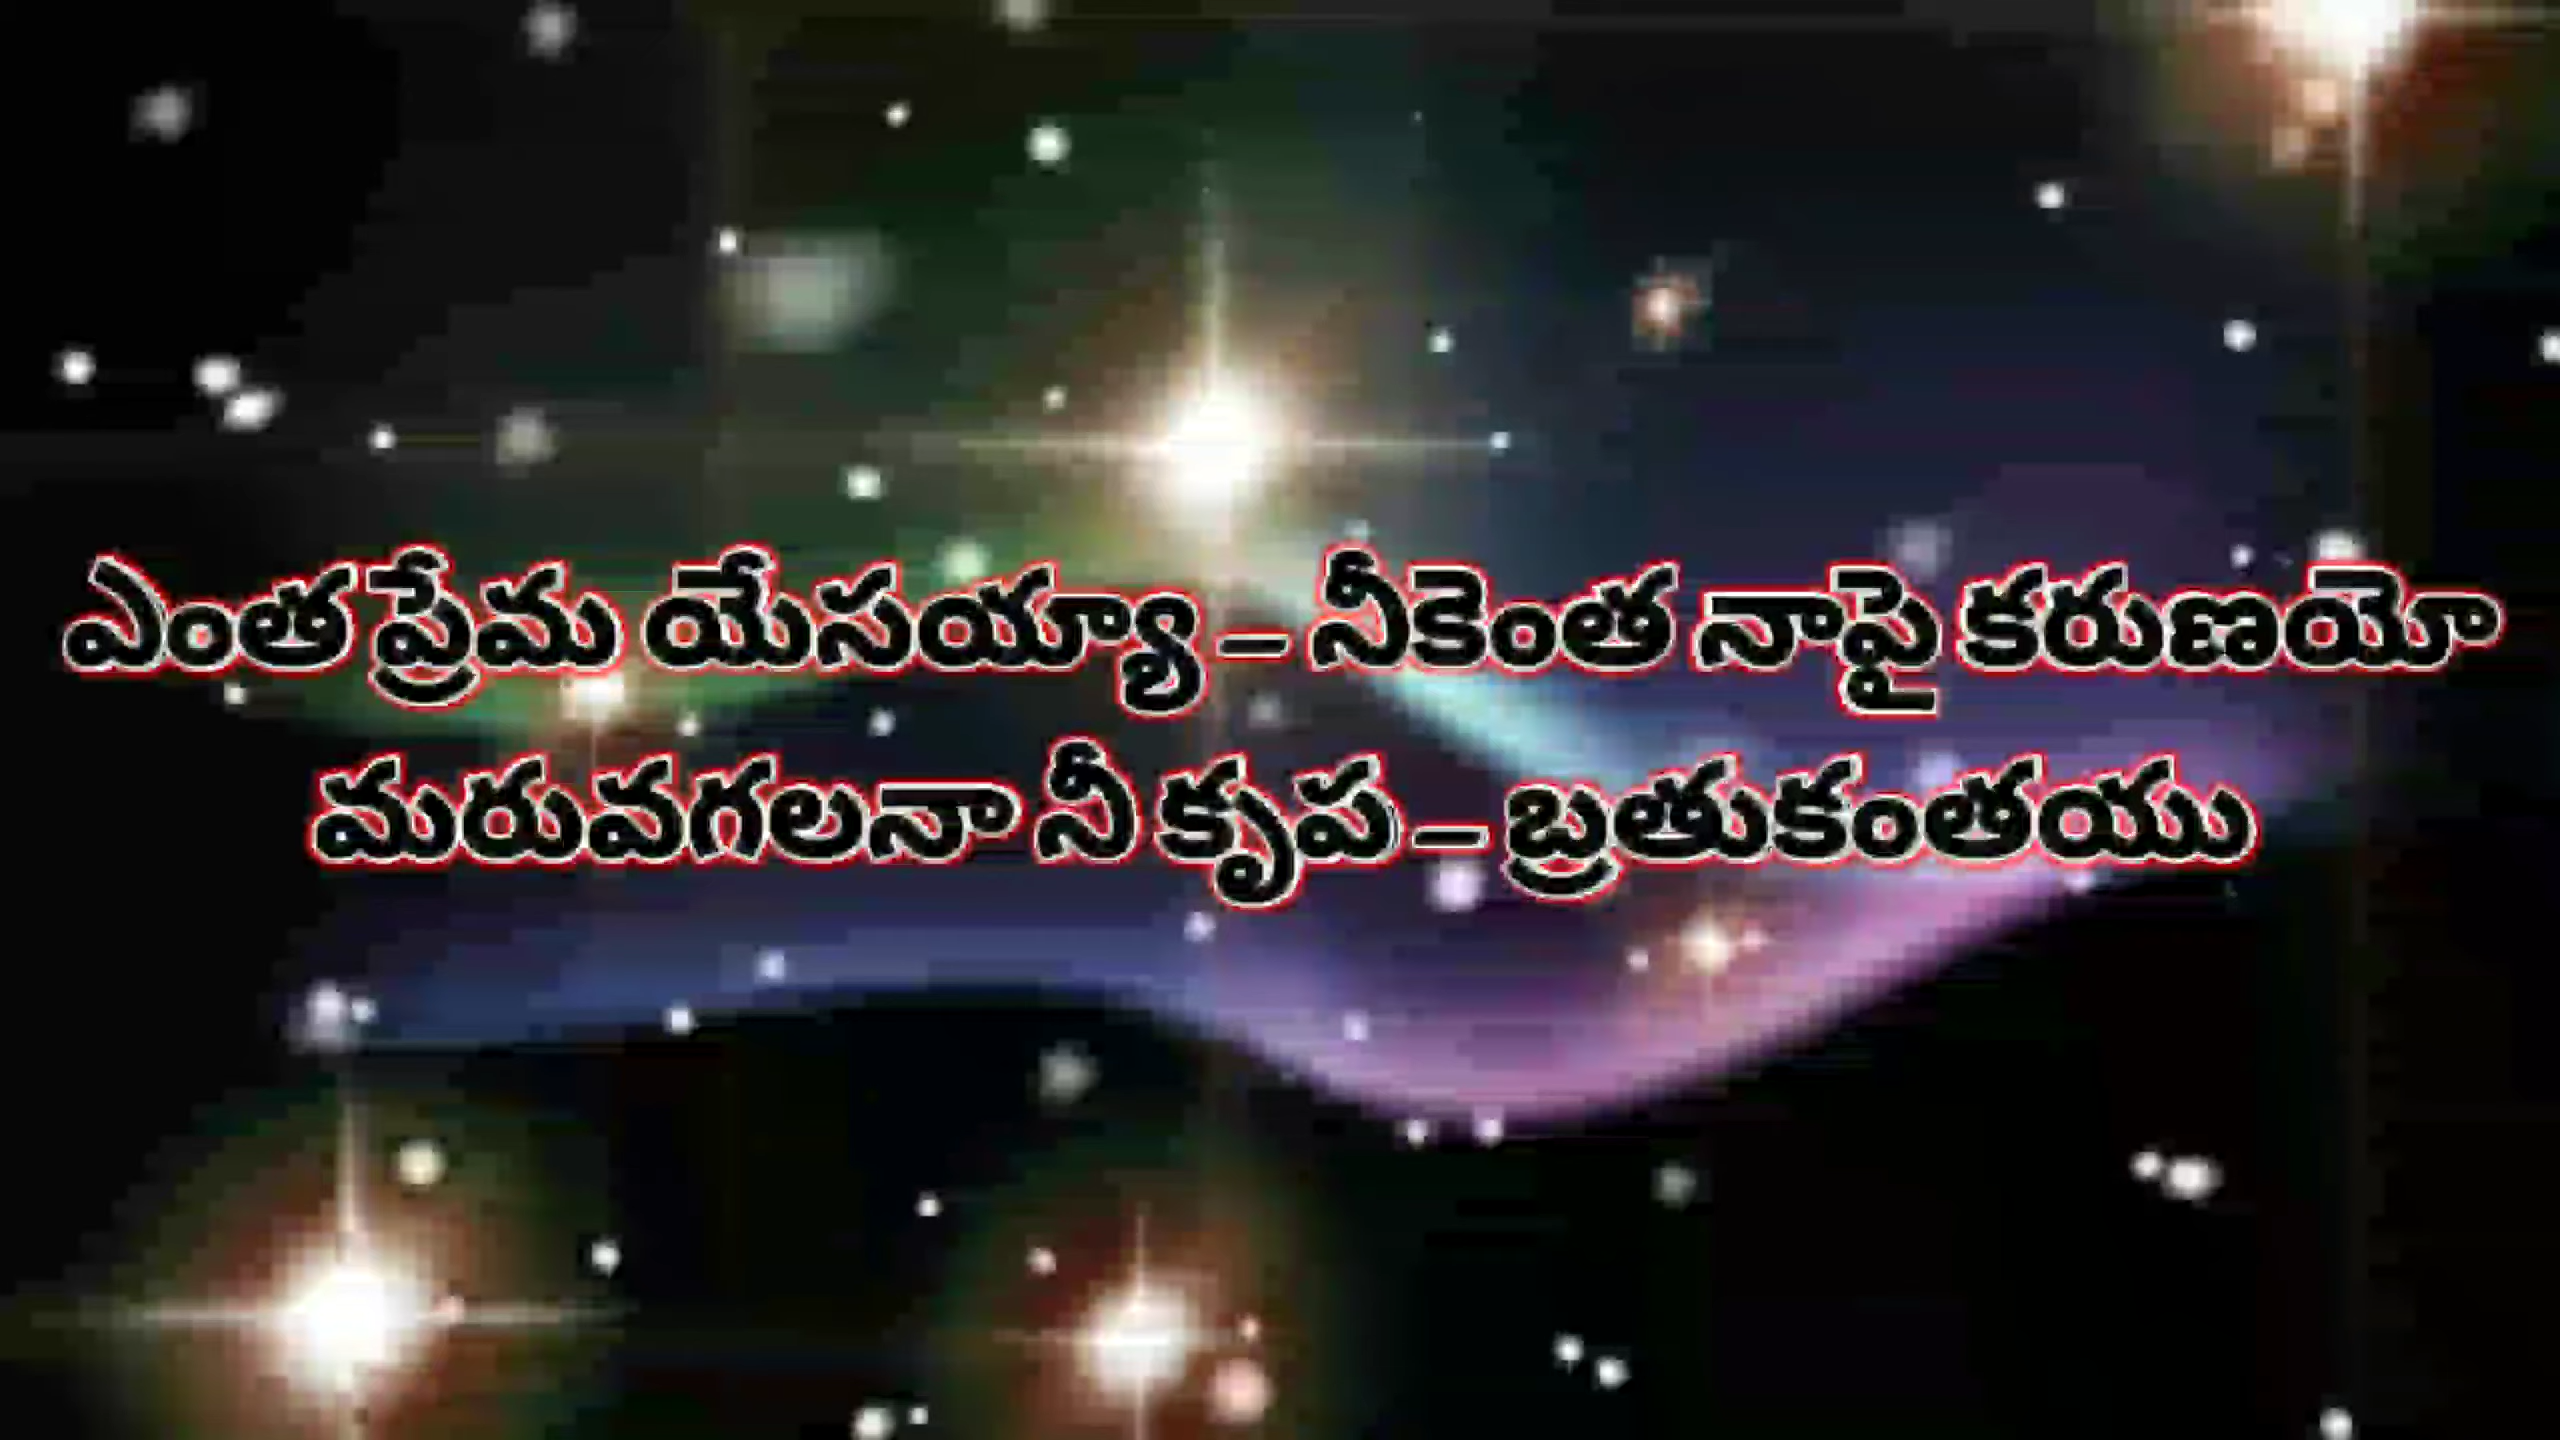 ఎంత ప్రేమ యేసయ్యా – నీకెంత నాపై కరుణయో
మరువగలనా నీ కృప – బ్రతుకంతయు